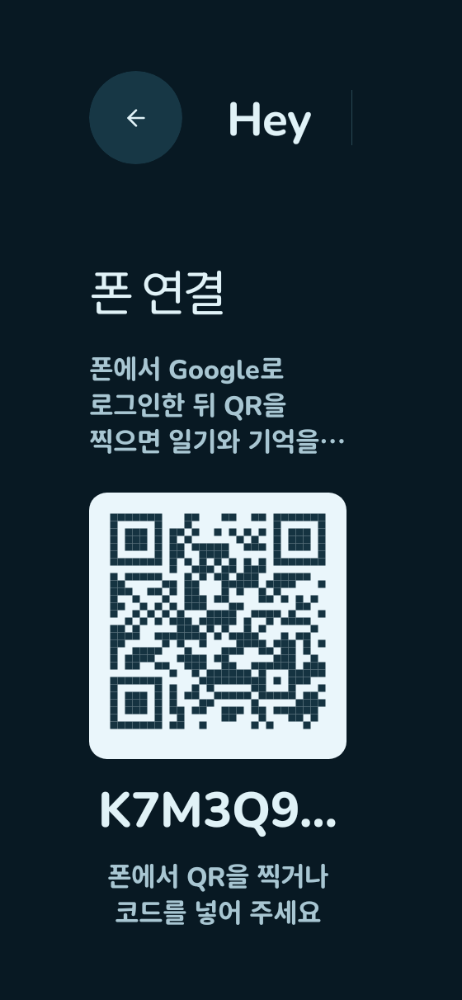 Hey
폰 연결
폰에서 Google로
로그인한 뒤 QR을
찍으면 일기와 기억을…
K7M3Q9...
폰에서 QR을 찍거나
코드를 넣어 주세요